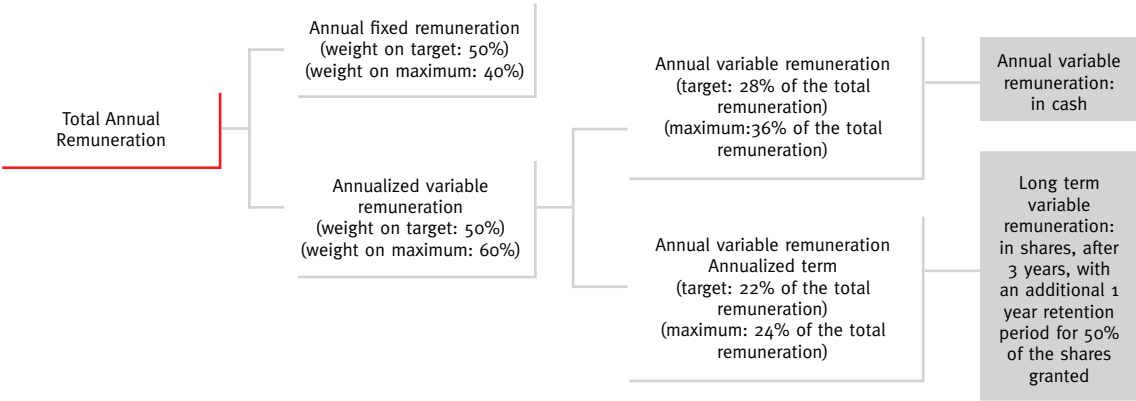 Total Annual
Remuneration
Annual fixed remuneration
(weight on target: 50%)
(weight on maximum: 40%)
Annualized variable
remuneration
(weight on target: 50%)
(weight on maximum: 60%)
Annual variable remuneration
(target: 28% of the total
remuneration)
(maximum:36% of the total
remuneration)
Annual variable remuneration
Annualized term
(target: 22% of the total
remuneration)
(maximum: 24% of the total
remuneration)
Annual variable
remuneration:
in cash
Long term
variable
remuneration:
in shares, after
3 years, with
an additional 1
year retention
period for 50%
of the shares
granted